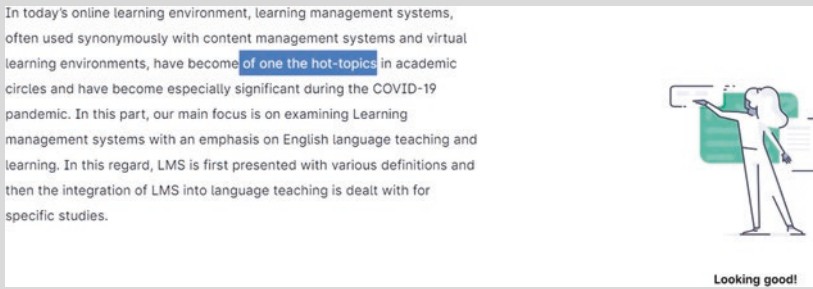 In today's online learning environment, learning management systems,
often used synonymously with content management systems and virtual
learning environments, have become of one the hot-topics in academic
circles and have become especially significant during the COVID-19
pandemic. In this part, our main focus is on examining Learning
management systems with an emphasis on English language teaching and
learning. In this regard, LMS is first presented with various definitions and
then the integration of LMS into language teaching is dealt with for
specific studies.
Looking good!